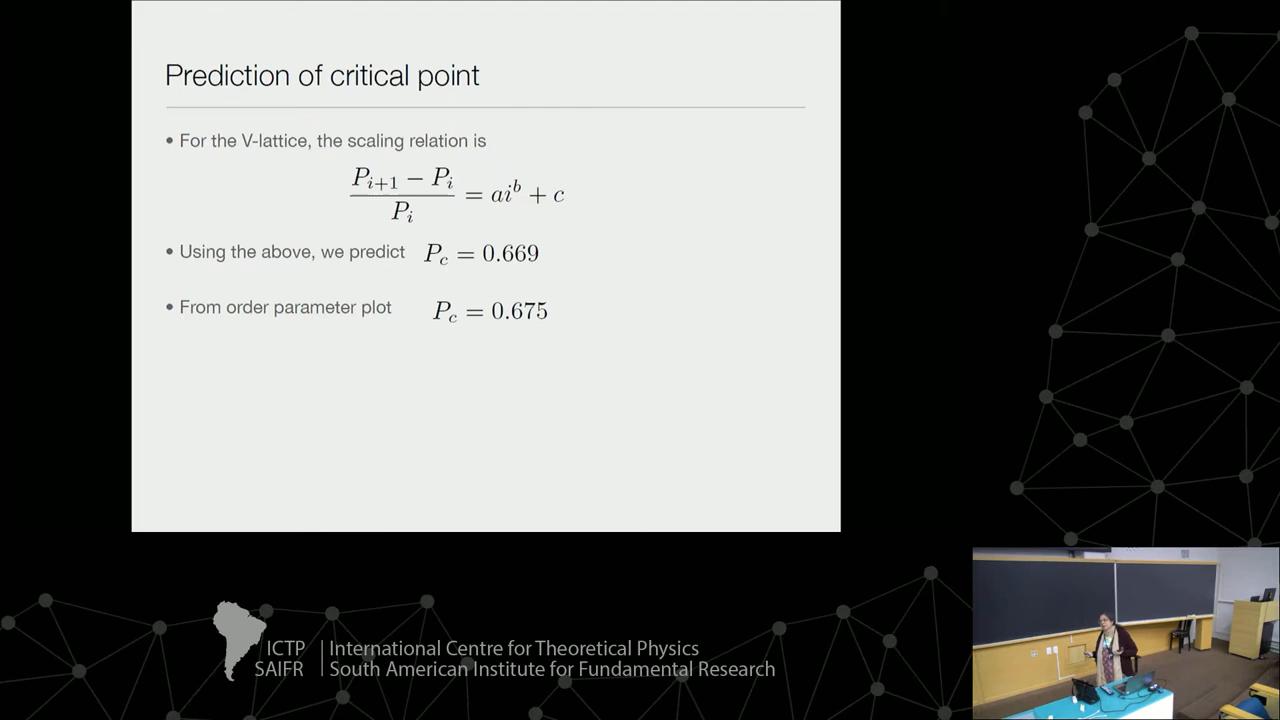 Prediction of critical point
• For the V-lattice, the scaling relation is
\frac{P_{i+1} - P_i}{P_i} = ai^b + c
• Using the above, we predict P_c = 0.669
• From order parameter plot P_c = 0.675
ICTP | International Centre for Theoretical Physics
SAIFR | South American Institute for Fundamental Research